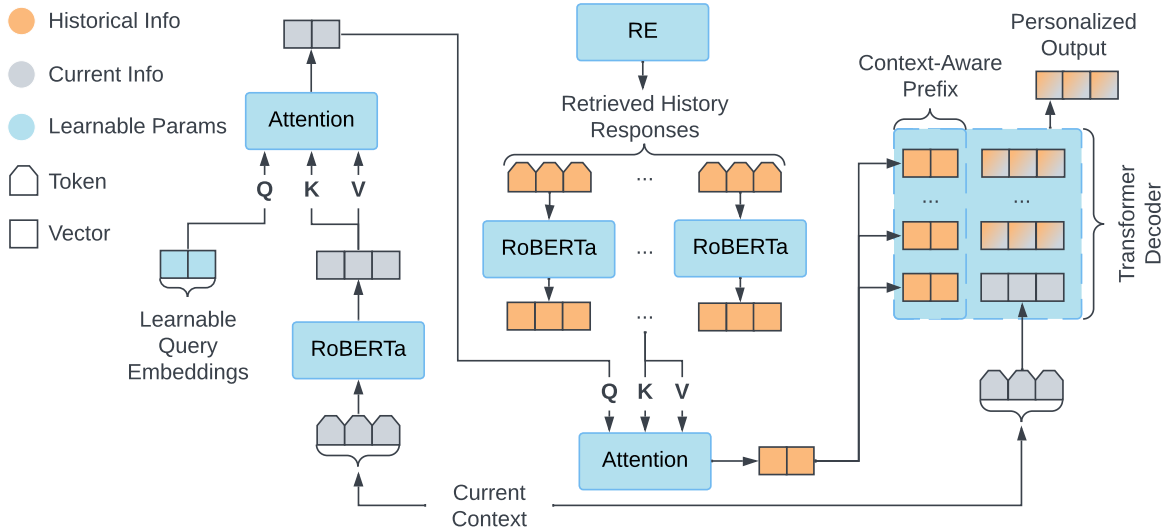 Historical Info
Current Info
Learnable Params
Token
Vector
Attention
Q K V
Learnable
Query
Embeddings
RoBERTa
RE
Retrieved History
Responses
...
RoBERTa
...
RoBERTa
...
Q K V
Attention
Current
Context
Context-Aware
Prefix
Personalized
Output
...
...
Transformer
Decoder